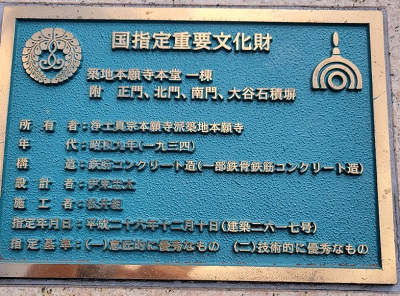 国指定重要文化財
築地本願寺本堂 一棟
附 正門、北門、南門、大谷石積塀
所有者:浄土真宗本願寺派築地本願寺
年代:昭和九年(一九三四)
構造:鉄筋コンクリート造(一部鉄骨鉄筋コンクリート造)
設計者:伊東忠太
施工者:松井組
指定年月日:平成二十六年十二月十日(建築二六一七号)
指定基準:(一)意匠的に優秀なもの (二)技術的に優秀なもの